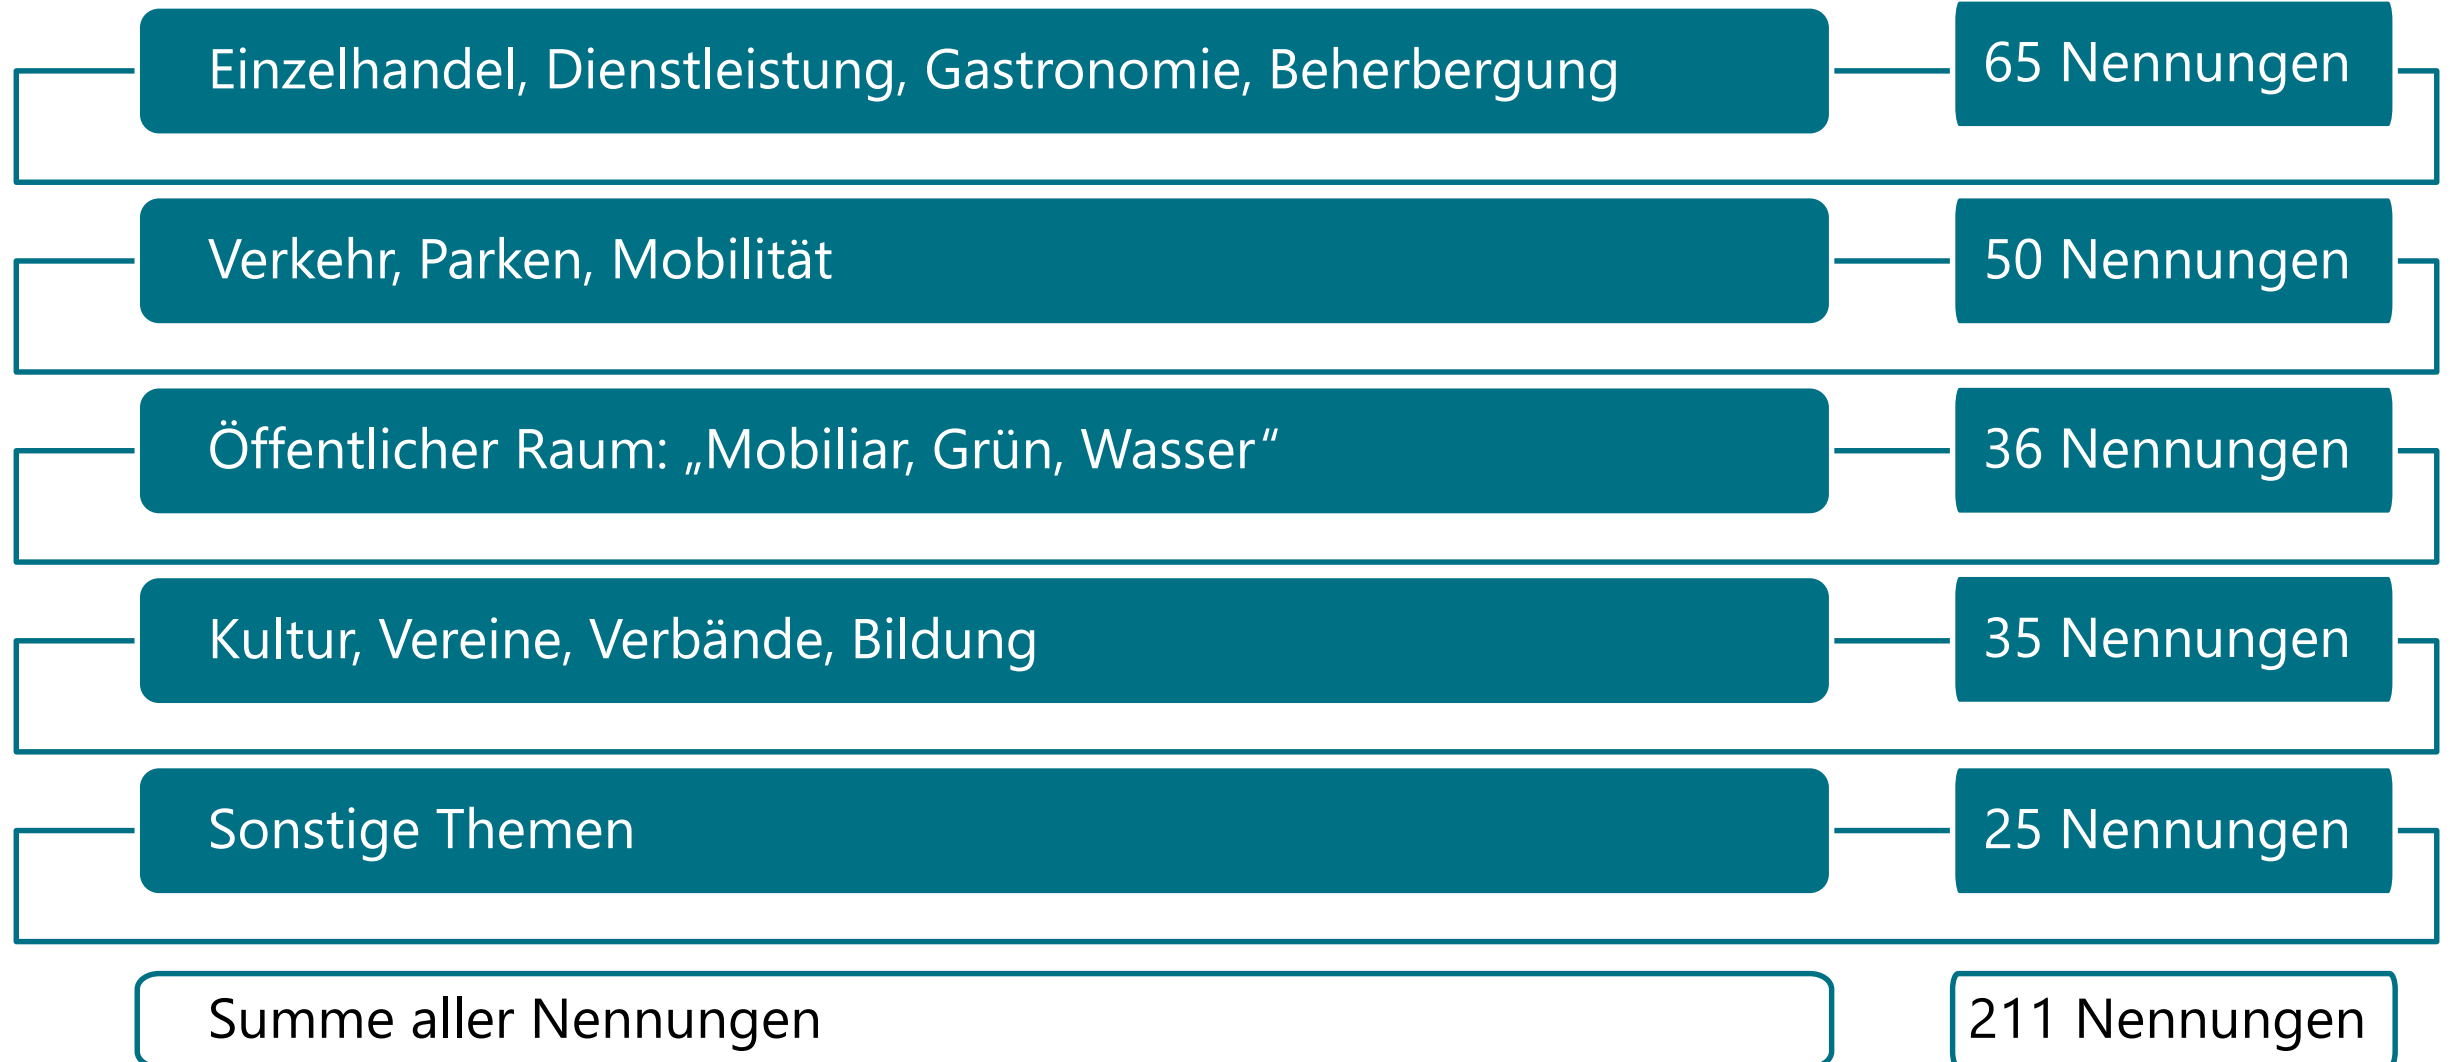 Einzelhandel, Dienstleistung, Gastronomie, Beherbergung
65 Nennungen
Verkehr, Parken, Mobilität
50 Nennungen
Öffentlicher Raum: „Mobiliar, Grün, Wasser“
36 Nennungen
Kultur, Vereine, Verbände, Bildung
35 Nennungen
Sonstige Themen
25 Nennungen
Summe aller Nennungen
211 Nennungen